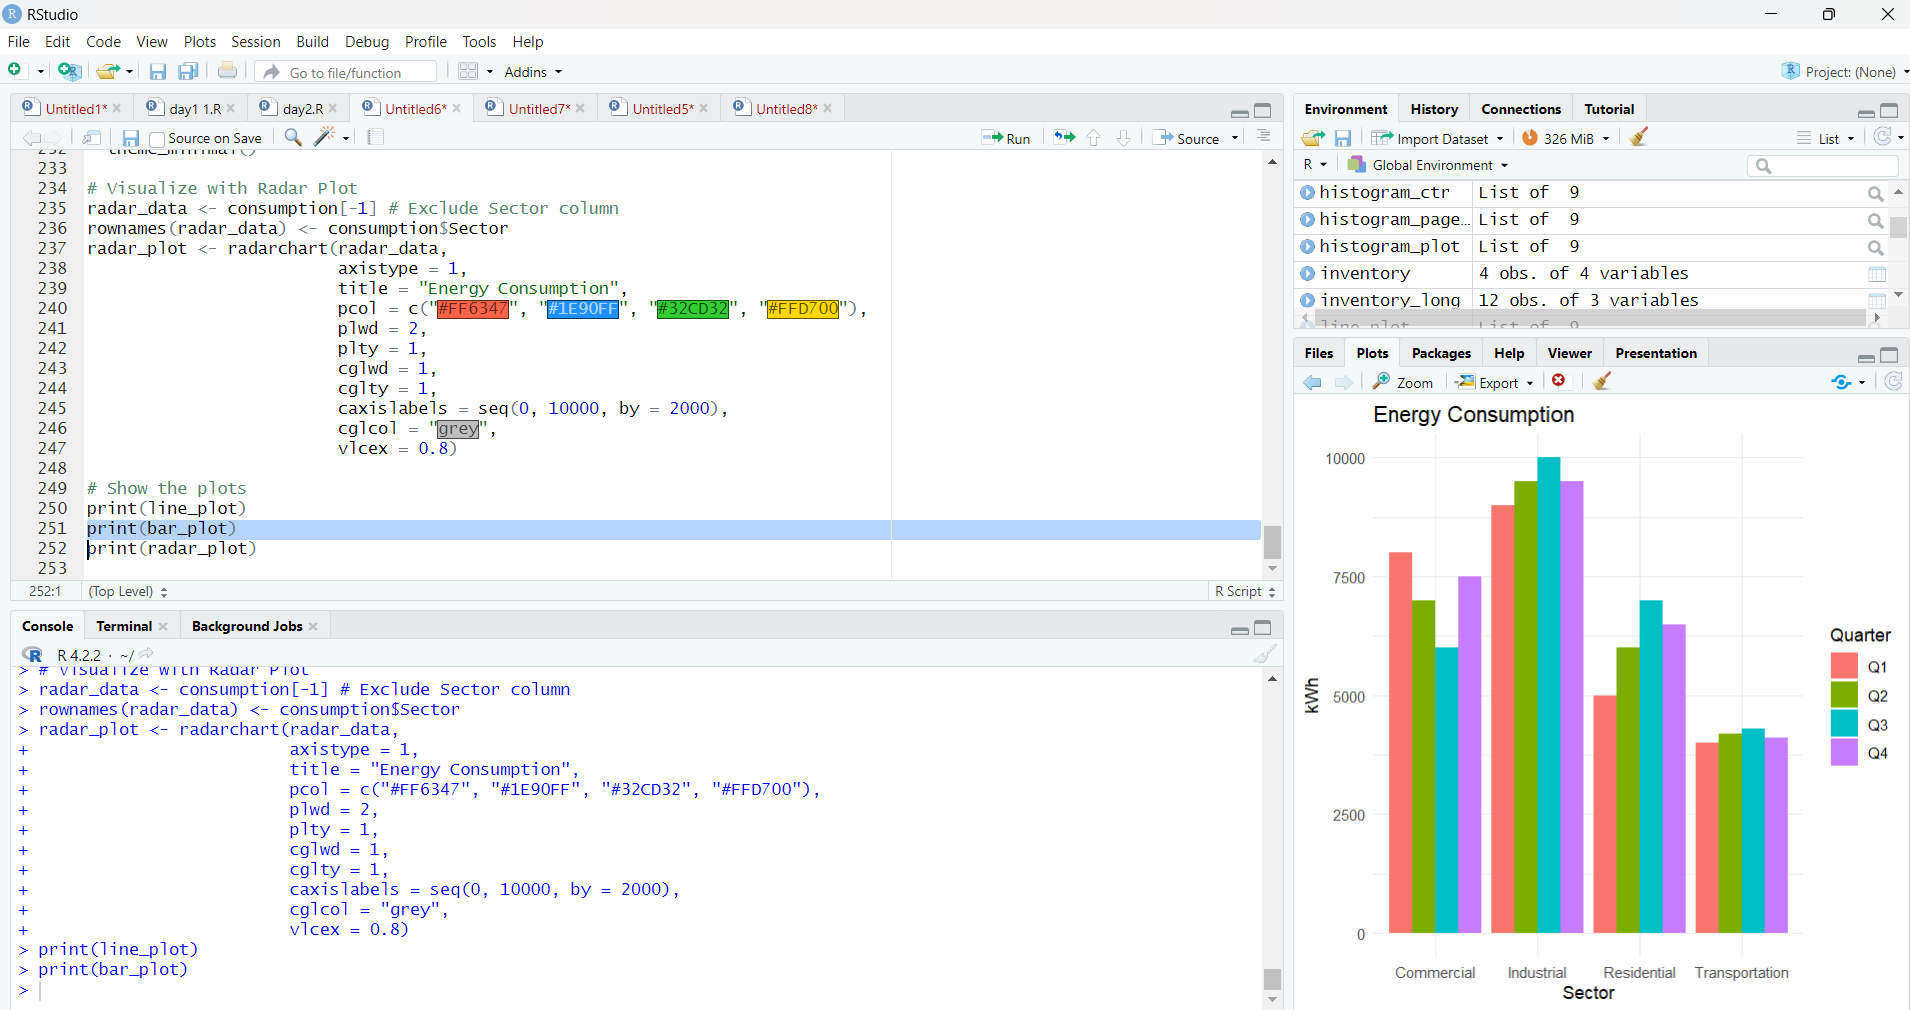 RStudio
File Edit Code View Plots Session Build Debug Profile Tools Help
Go to file/function Addins Project: (None)
Untitled1* day1 1.R day2.R Untitled6* Untitled7* Untitled5* Untitled8*
Source on Save Run Source
232 theme_minimal()
233
234 # Visualize with Radar Plot
235 radar_data <- consumption[-1] # Exclude Sector column
236 rownames(radar_data) <- consumption$Sector
237 radar_plot <- radarchart(radar_data,
238 axistype = 1,
239 title = "Energy Consumption",
240 pcol = c("#FF6347", "#1E90FF", "#32CD32", "#FFD700"),
241 plwd = 2,
242 plty = 1,
243 cglwd = 1,
244 cglty = 1,
245 caxislabels = seq(0, 10000, by = 2000),
246 cglcol = "grey",
247 vlcex = 0.8)
248
249 # Show the plots
250 print(line_plot)
251 print(bar_plot)
252 print(radar_plot)
253
252:1 (Top Level) R Script
Console Terminal Background Jobs
R 4.2.2 · ~/
> # Visualize with Radar Plot
> radar_data <- consumption[-1] # Exclude Sector column
> rownames(radar_data) <- consumption$Sector
> radar_plot <- radarchart(radar_data,
+ axistype = 1,
+ title = "Energy Consumption",
+ pcol = c("#FF6347", "#1E90FF", "#32CD32", "#FFD700"),
+ plwd = 2,
+ plty = 1,
+ cglwd = 1,
+ cglty = 1,
+ caxislabels = seq(0, 10000, by = 2000),
+ cglcol = "grey",
+ vlcex = 0.8)
> print(line_plot)
> print(bar_plot)
>
Environment History Connections Tutorial
Import Dataset 326 MiB List
R Global Environment
histogram_ctr List of 9
histogram_page… List of 9
histogram_plot List of 9
inventory 4 obs. of 4 variables
inventory_long 12 obs. of 3 variables
line_plot List of 9
Files Plots Packages Help Viewer Presentation
Zoom Export
Energy Consumption
10000
7500
5000
2500
0
kWh
Commercial Industrial Residential Transportation
Sector
Quarter
Q1
Q2
Q3
Q4